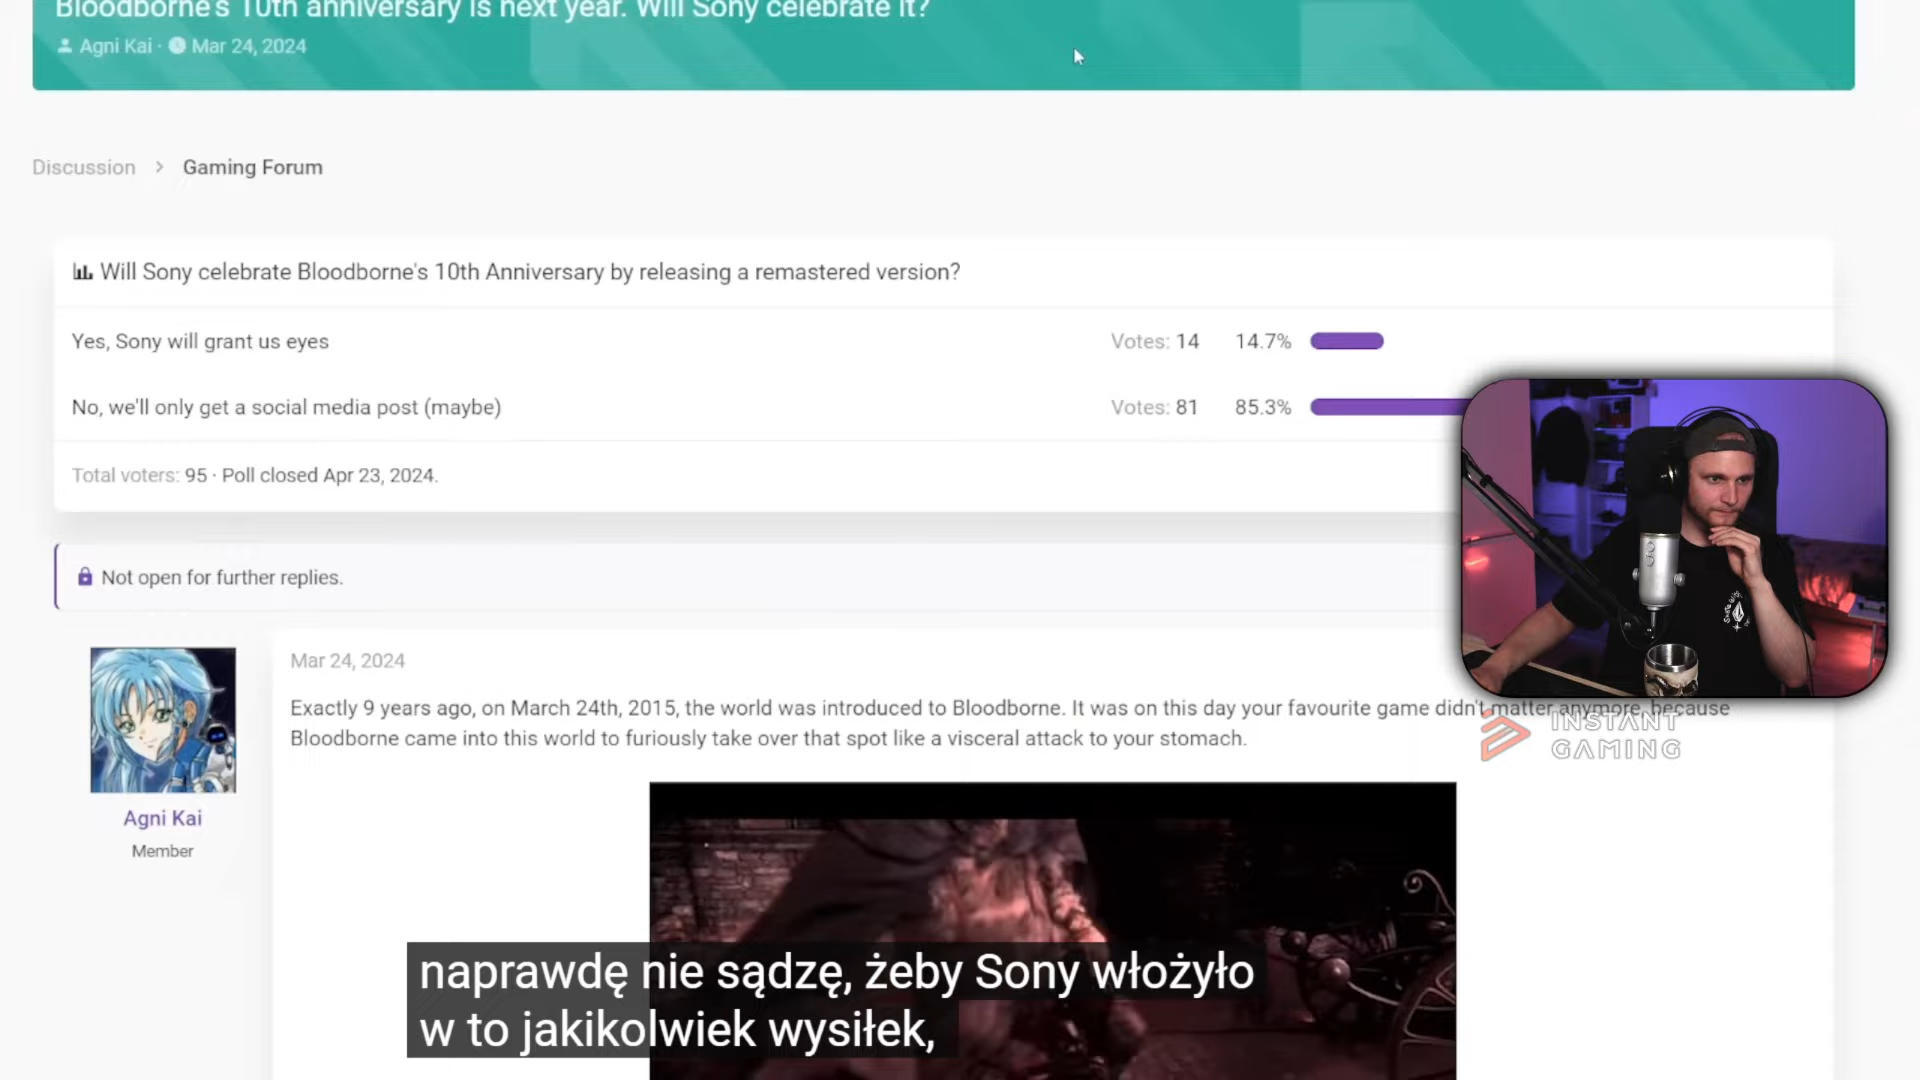 Bloodborne's 10th anniversary is next year. Will Sony celebrate it?
Agni Kai · Mar 24, 2024
Discussion > Gaming Forum
Will Sony celebrate Bloodborne's 10th Anniversary by releasing a remastered version?
Yes, Sony will grant us eyes Votes: 14 14.7%
No, we'll only get a social media post (maybe) Votes: 81 85.3%
Total voters: 95 · Poll closed Apr 23, 2024.
Not open for further replies.
Mar 24, 2024
Exactly 9 years ago, on March 24th, 2015, the world was introduced to Bloodborne. It was on this day your favourite game didn't matter anymore, because
Bloodborne came into this world to furiously take over that spot like a visceral attack to your stomach.
INSTANT
GAMING
Agni Kai
Member
naprawdę nie sądzę, żeby Sony włożyło
w to jakikolwiek wysiłek,